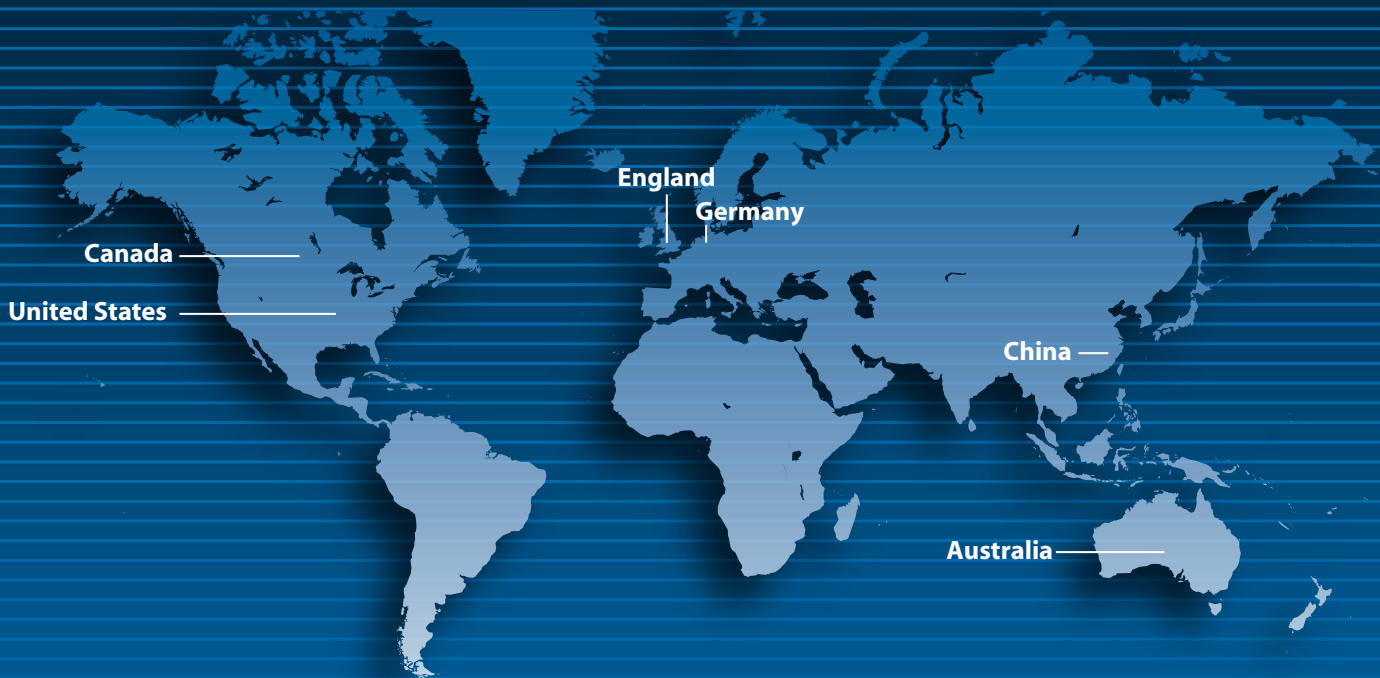 England
Germany
Canada
United States
China
Australia